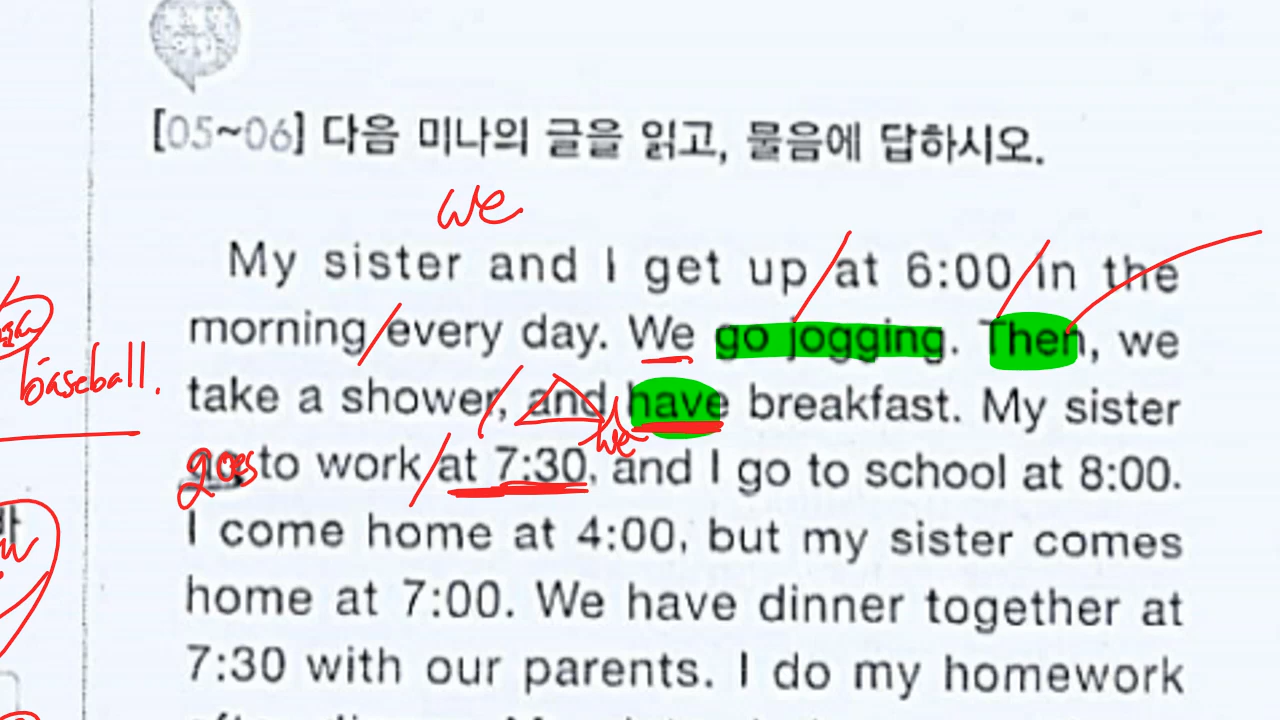 [05~06] 다음 미나의 글을 읽고, 물음에 답하시오.
we
My sister and I get up at 6:00 in the
morning every day. We go jogging. Then, we
take a shower, and have breakfast. My sister
baseball.
we
goes to work at 7:30, and I go to school at 8:00.
I come home at 4:00, but my sister comes
home at 7:00. We have dinner together at
7:30 with our parents. I do my homework